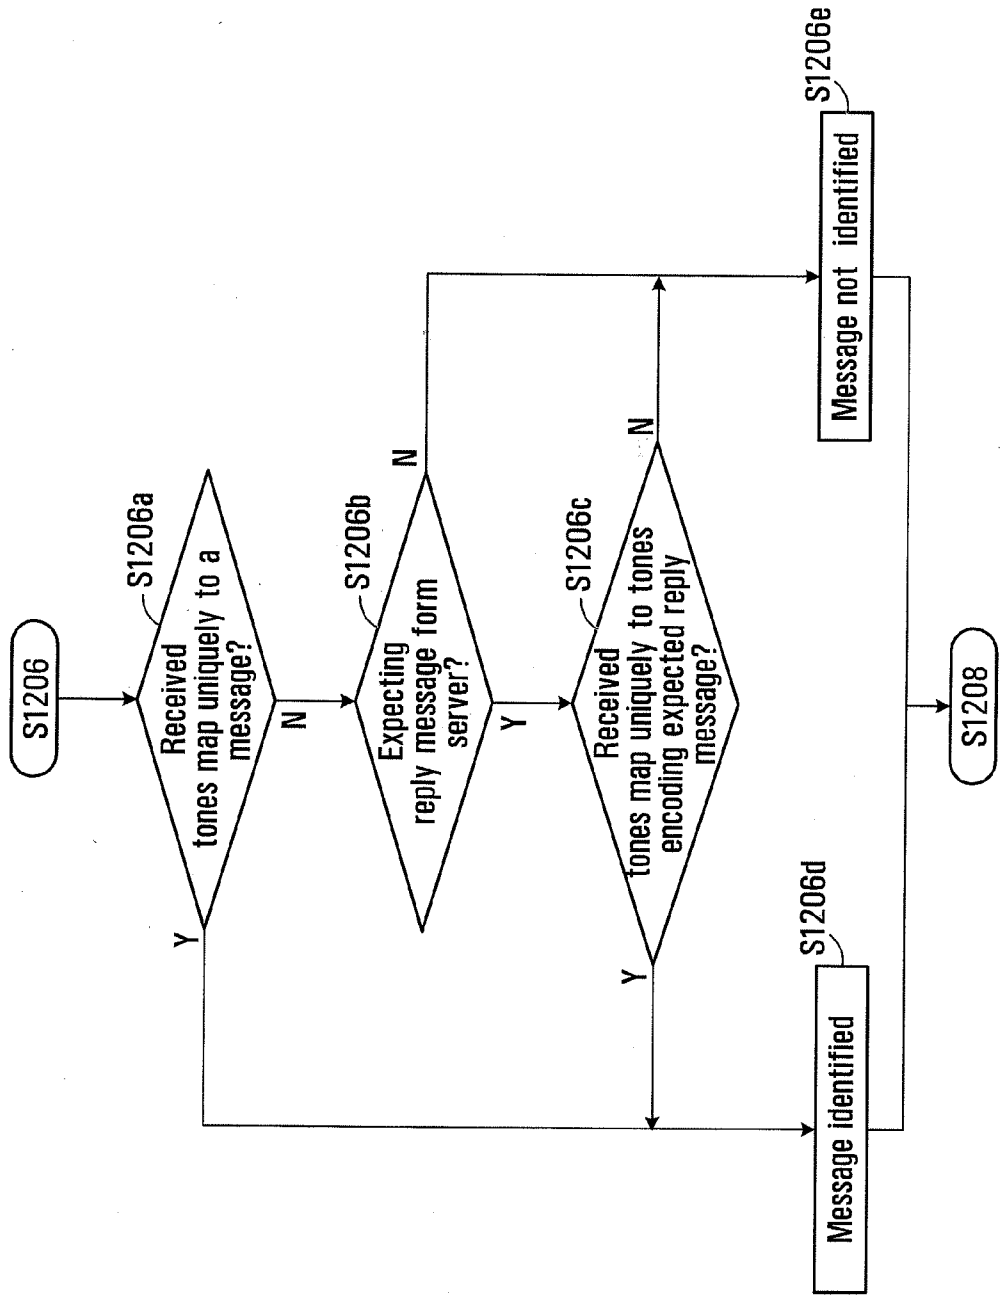 S1206
S1206a
Received
tones map uniquely to a
message?
Y
N
S1206b
Expecting
reply message form
server?
N
Y
S1206c
Received
tones map uniquely to tones
encoding expected reply
message?
Y
N
S1206d
Message identified
S1206e
Message not identified
S1208